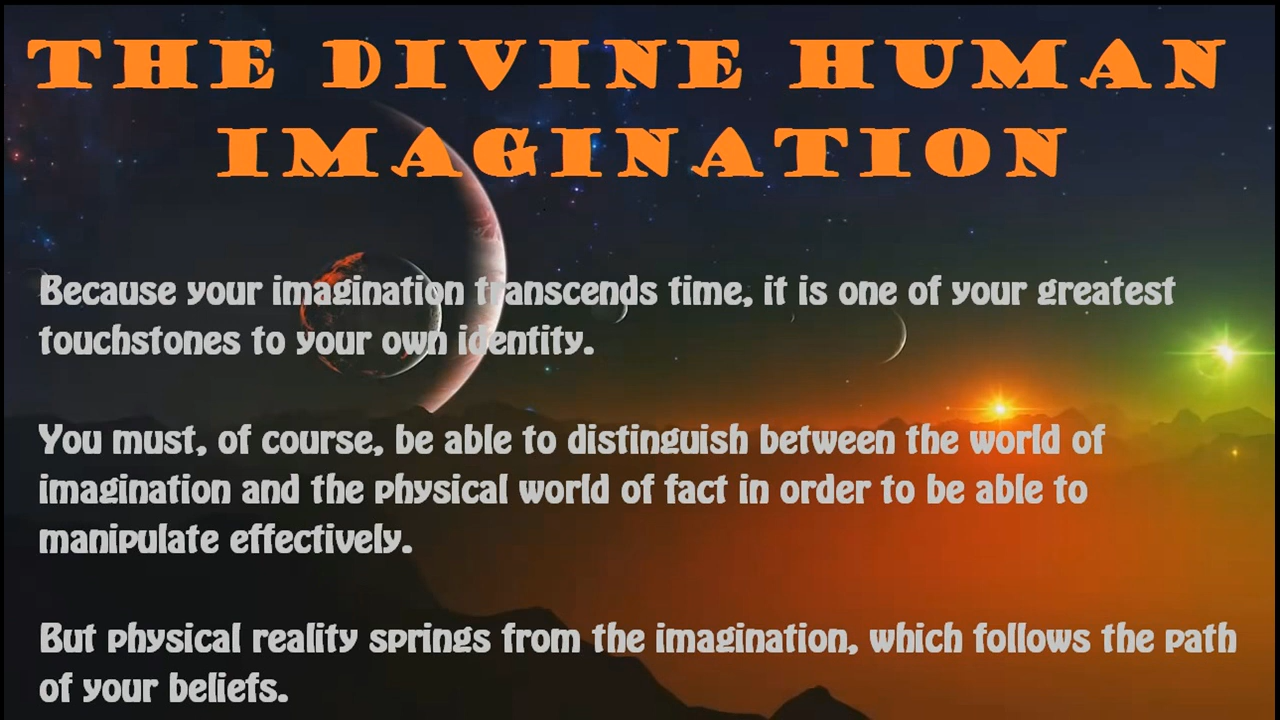 THE DIVINE HUMAN
IMAGINATION
Because your imagination transcends time, it is one of your greatest
touchstones to your own identity.
You must, of course, be able to distinguish between the world of
imagination and the physical world of fact in order to be able to
manipulate effectively.
But physical reality springs from the imagination, which follows the path
of your beliefs.